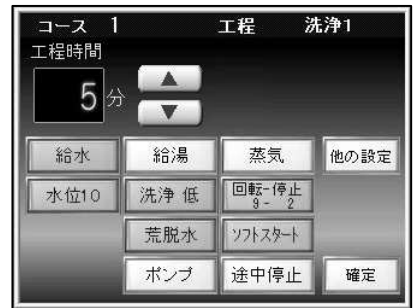 コース 1 工程 洗浄1
工程時間
5 分
▲
▼
給水 給湯 蒸気 他の設定
水位10 洗浄 低 回転-停止
9- 2
荒脱水 ソフトスタート
ポンプ 途中停止 確定